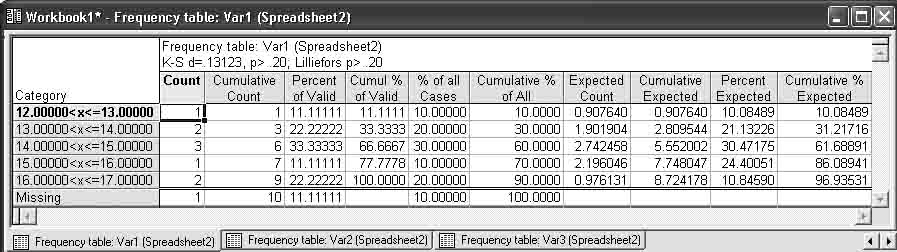 Workbook1* - Frequency table: Var1 (Spreadsheet2)
Frequency table: Var1 (Spreadsheet2)
K-S d=.13123, p> .20; Lilliefors p> .20
Category Count Cumulative Count Percent of Valid Cumul % of Valid % of all Cases Cumulative % of All Expected Count Cumulative Expected Percent Expected Cumulative % Expected
12.00000<x<=13.00000 1 1 11.11111 11.1111 10.00000 10.0000 0.907640 0.907640 10.08489 10.08489
13.00000<x<=14.00000 2 3 22.22222 33.3333 20.00000 30.0000 1.901904 2.809544 21.13226 31.21716
14.00000<x<=15.00000 3 6 33.33333 66.6667 30.00000 60.0000 2.742458 5.552002 30.47175 61.68891
15.00000<x<=16.00000 1 7 11.11111 77.7778 10.00000 70.0000 2.196046 7.748047 24.40051 86.08941
16.00000<x<=17.00000 2 9 22.22222 100.0000 20.00000 90.0000 0.976131 8.724178 10.84590 96.93531
Missing 1 10 11.11111 10.00000 100.0000
Frequency table: Var1 (Spreadsheet2) Frequency table: Var2 (Spreadsheet2) Frequency table: Var3 (Spreadsheet2)